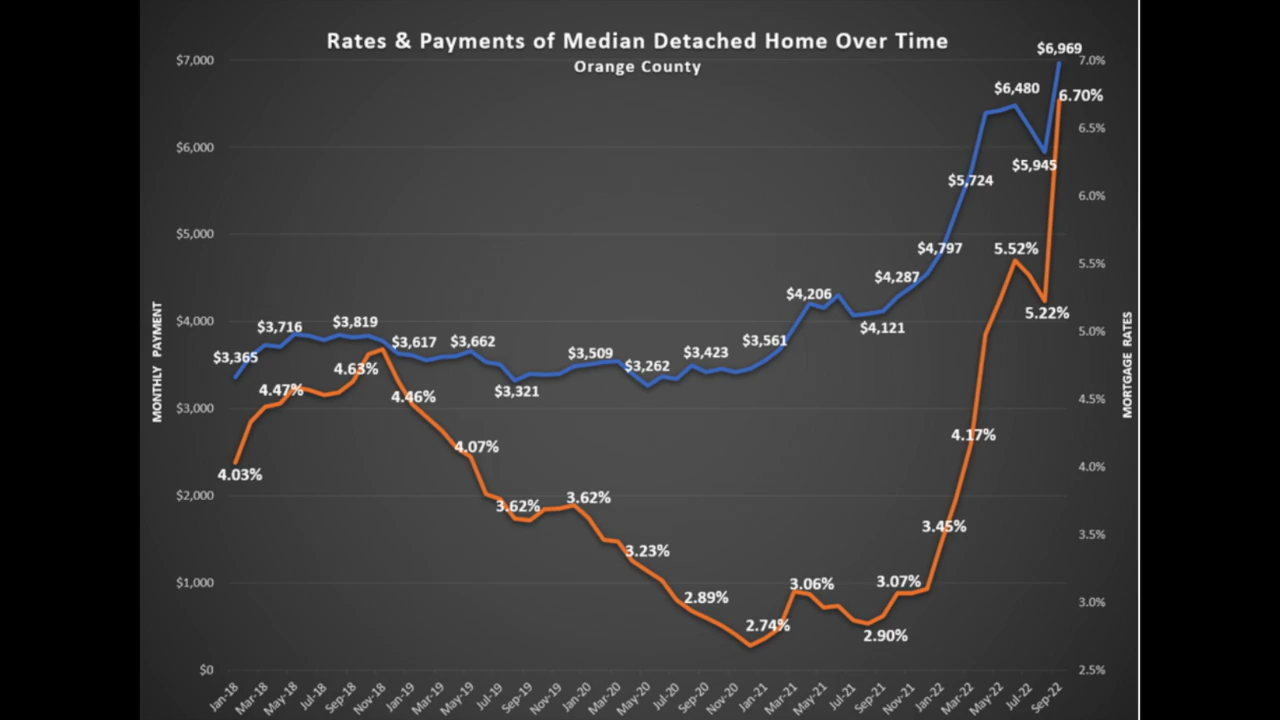 Rates & Payments of Median Detached Home Over Time
Orange County
MONTHLY PAYMENT
$7,000
$6,000
$5,000
$4,000
$3,000
$2,000
$1,000
$0
$3,365
$3,716
$3,819
$3,617
$3,662
$3,321
$3,509
$3,262
$3,423
$3,561
$4,206
$4,121
$4,287
$4,797
$5,724
$6,480
$5,945
$6,969
4.03%
4.47%
4.63%
4.46%
4.07%
3.62%
3.62%
3.23%
2.89%
2.74%
3.06%
2.90%
3.07%
3.45%
4.17%
5.52%
5.22%
6.70%
7.0%
6.5%
6.0%
5.5%
5.0%
4.5%
4.0%
3.5%
3.0%
2.5%
MORTGAGE RATES
Jan-18
Mar-18
May-18
Jul-18
Sep-18
Nov-18
Jan-19
Mar-19
May-19
Jul-19
Sep-19
Nov-19
Jan-20
Mar-20
May-20
Jul-20
Sep-20
Nov-20
Jan-21
Mar-21
May-21
Jul-21
Sep-21
Nov-21
Jan-22
Mar-22
May-22
Jul-22
Sep-22